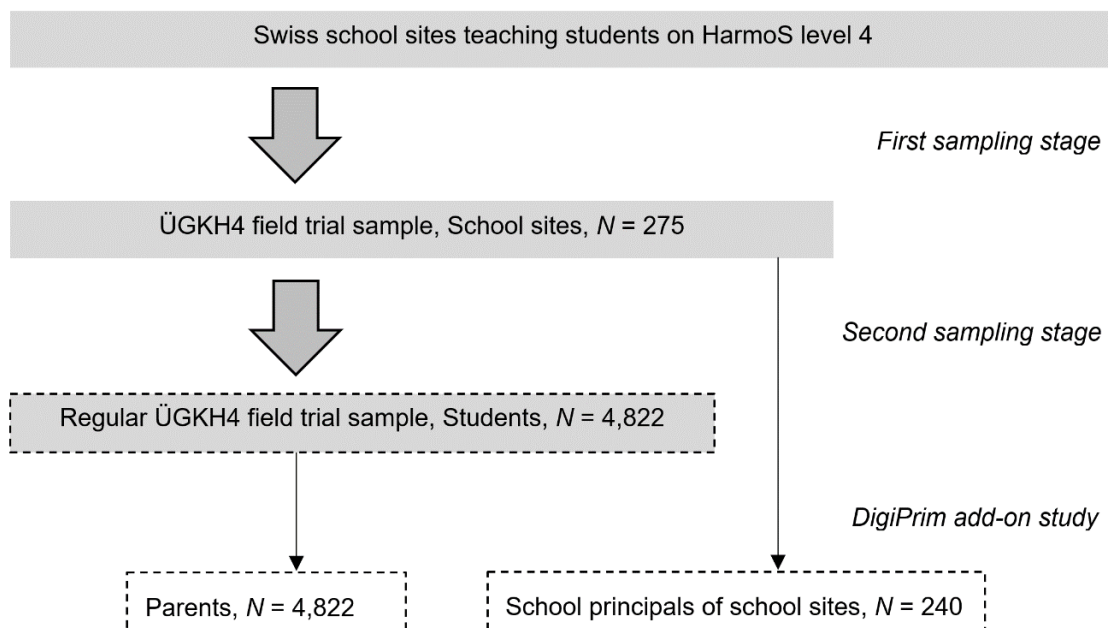 Swiss school sites teaching students on HarmoS level 4
First sampling stage
ÜGKH4 field trial sample, School sites, N = 275
Second sampling stage
Regular ÜGKH4 field trial sample, Students, N = 4,822
DigiPrim add-on study
Parents, N = 4,822
School principals of school sites, N = 240